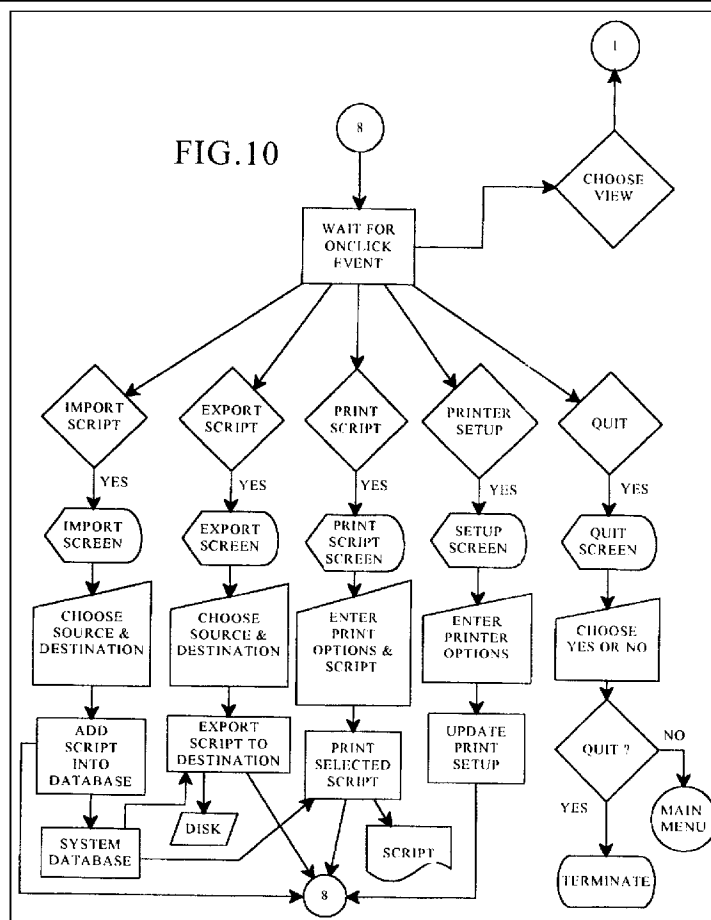 1
8
FIG.10
CHOOSE
VIEW
WAIT FOR
ONCLICK
EVENT
IMPORT
SCRIPT
EXPORT
SCRIPT
PRINT
SCRIPT
PRINTER
SETUP
QUIT
YES
YES
YES
YES
YES
IMPORT
SCREEN
EXPORT
SCREEN
PRINT
SCRIPT
SCREEN
SETUP
SCREEN
QUIT
SCREEN
CHOOSE
SOURCE &
DESTINATION
CHOOSE
SOURCE &
DESTINATION
ENTER
PRINT
OPTIONS &
SCRIPT
ENTER
PRINTER
OPTIONS
CHOOSE
YES OR NO
ADD
SCRIPT
INTO
DATABASE
EXPORT
SCRIPT TO
DESTINATION
PRINT
SELECTED
SCRIPT
UPDATE
PRINT
SETUP
QUIT ?
NO
YES
SYSTEM
DATABASE
DISK
SCRIPT
MAIN
MENU
8
TERMINATE